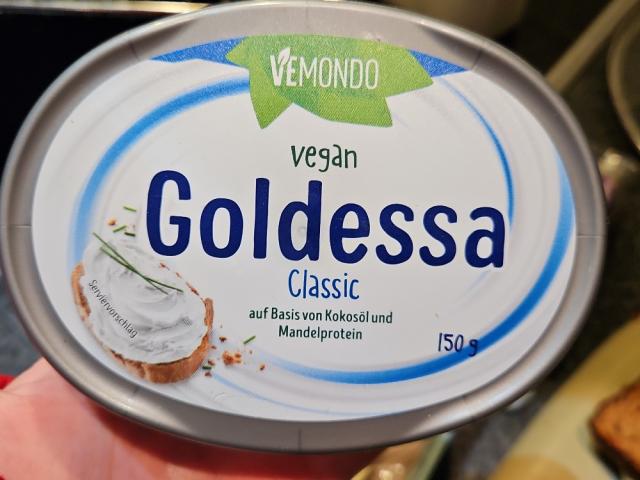 VEMONDO
vegan
Goldessa
Classic
auf Basis von Kokosöl und
Mandelprotein
150 g
Serviervorschlag